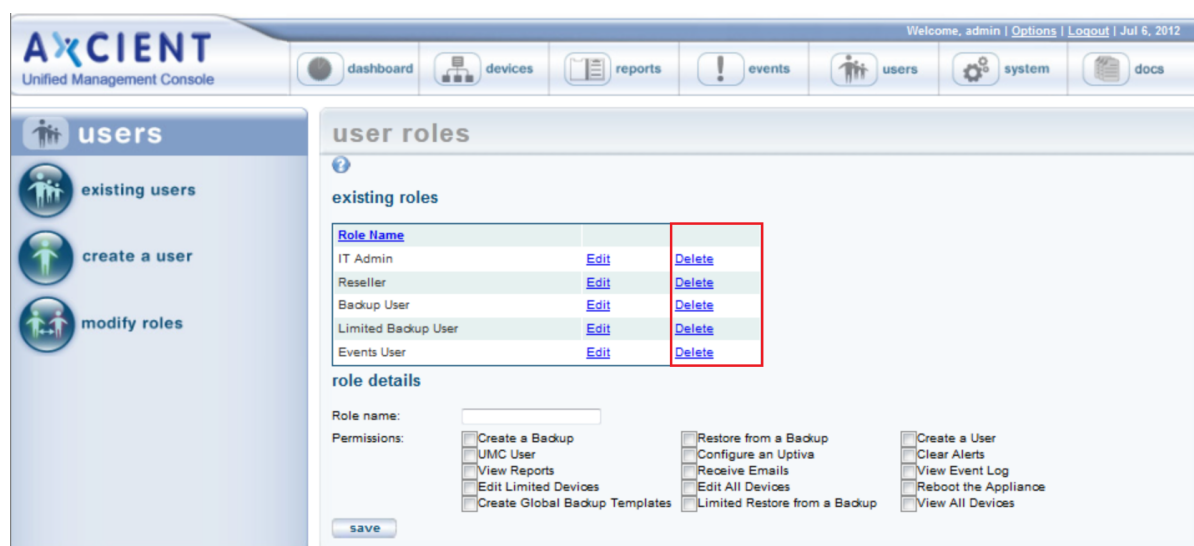 Welcome, admin | Options | Logout | Jul 6, 2012
AXCIENT
Unified Management Console
dashboard devices reports events users system docs
users
existing users
create a user
modify roles
user roles
?
existing roles
Role Name
IT Admin Edit Delete
Reseller Edit Delete
Backup User Edit Delete
Limited Backup User Edit Delete
Events User Edit Delete
role details
Role name:
Permissions: Create a Backup Restore from a Backup Create a User
UMC User Configure an Uptiva Clear Alerts
View Reports Receive Emails View Event Log
Edit Limited Devices Edit All Devices Reboot the Appliance
Create Global Backup Templates Limited Restore from a Backup View All Devices
save